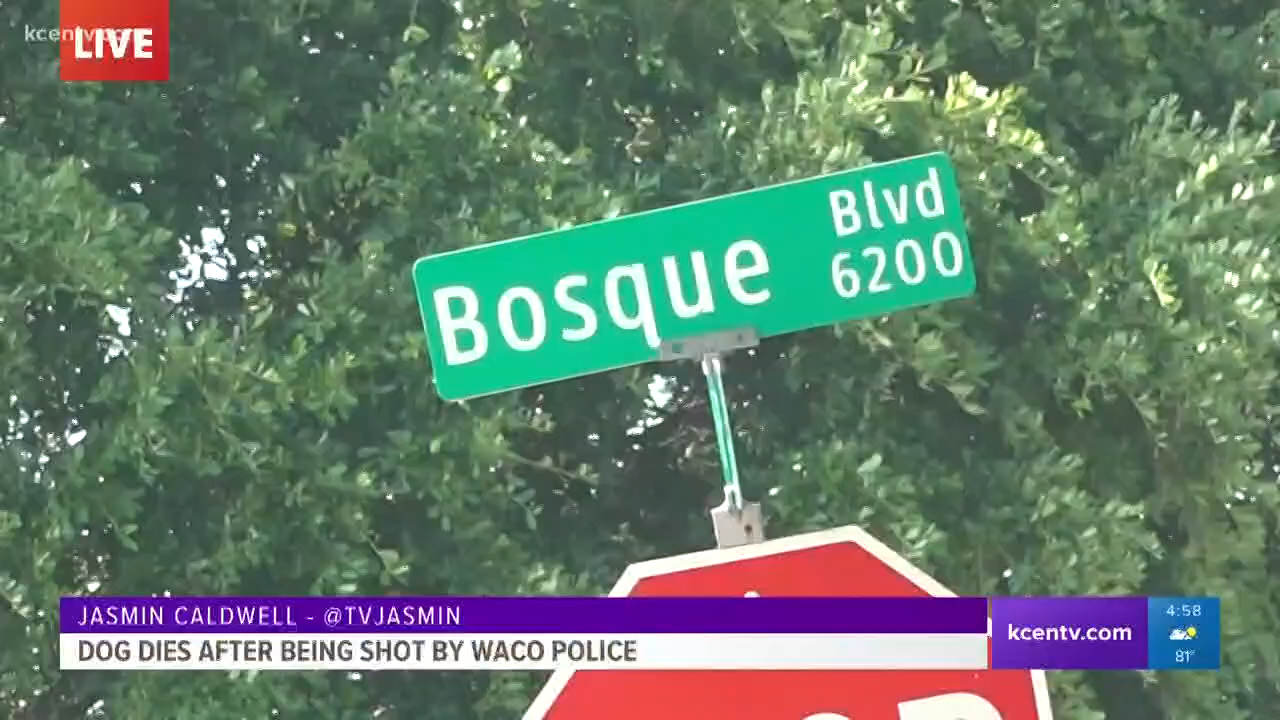 kcentv.com
LIVE
Bosque Blvd
6200
JASMIN CALDWELL - @TVJASMIN
DOG DIES AFTER BEING SHOT BY WACO POLICE
kcentv.com
4:58
81°